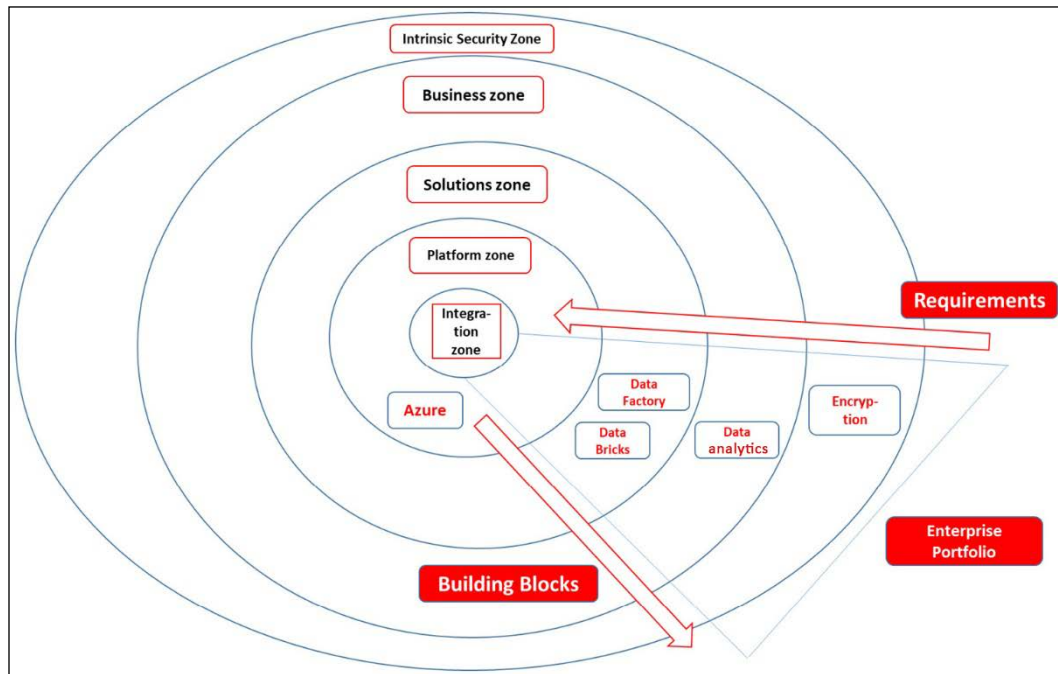 Intrinsic Security Zone
Business zone
Solutions zone
Platform zone
Integra-
tion
zone
Requirements
Azure
Data
Factory
Data
Bricks
Data
analytics
Encryp-
tion
Enterprise
Portfolio
Building Blocks